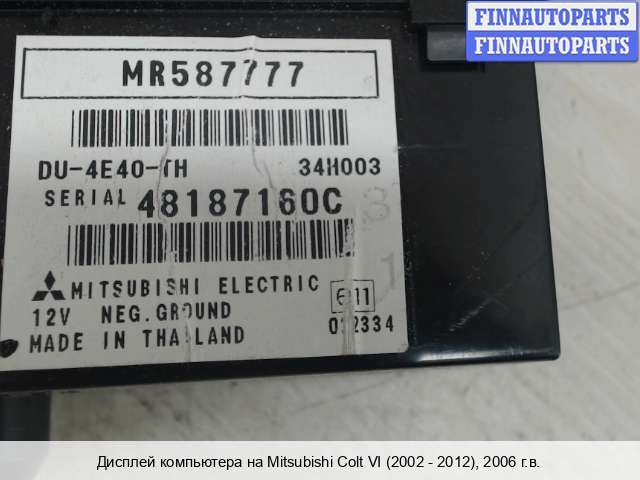 FINNAUTOPARTS
FINNAUTOPARTS
MR587777
DU-4E40-TH 34H003
SERIAL 48187160C
MITSUBISHI ELECTRIC
12V NEG.GROUND e11
MADE IN THAILAND
Дисплей компьютера на Mitsubishi Colt VI (2002 - 2012), 2006 г.в.